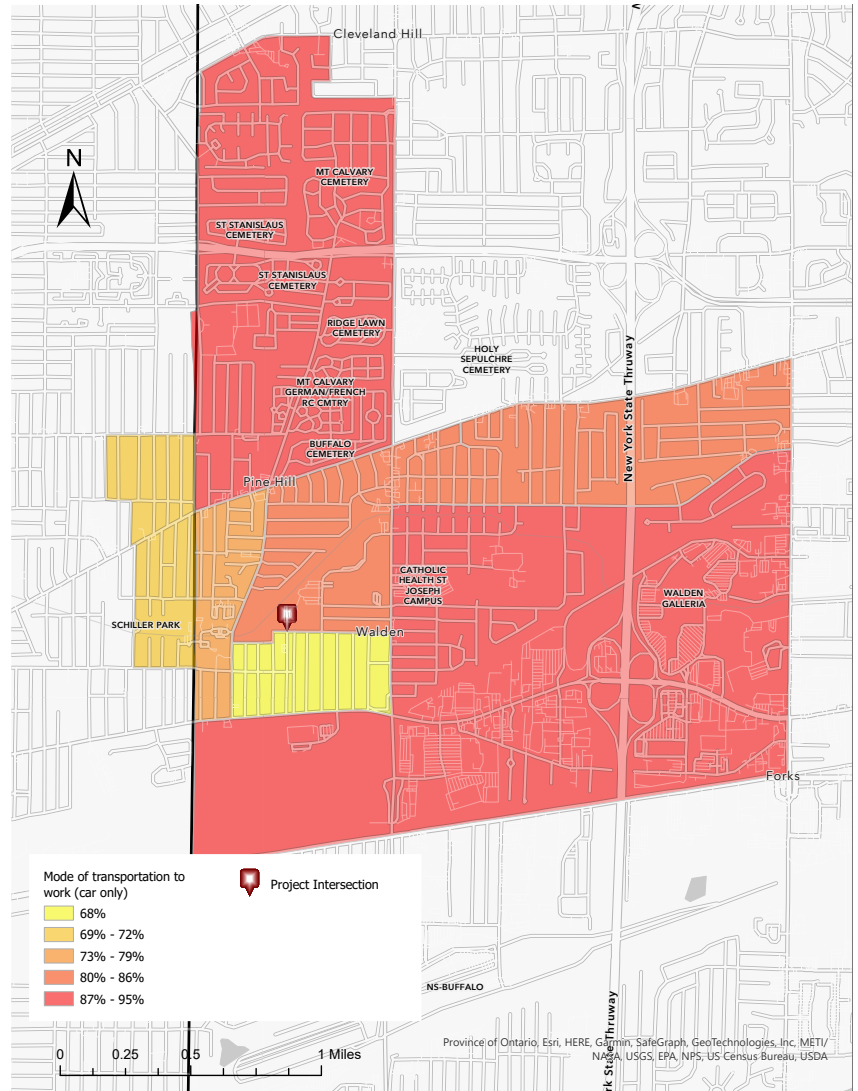 Cleveland Hill
N
MT CALVARY
CEMETERY
ST STANISLAUS
CEMETERY
ST STANISLAUS
CEMETERY
RIDGE LAWN
CEMETERY
HOLY
SEPULCHRE
CEMETERY
New York State Thruway
MT CALVARY
GERMAN/FRENCH
RC CMTRY
BUFFALO
CEMETERY
Pine Hill
CATHOLIC
HEALTH ST
JOSEPH
CAMPUS
WALDEN
GALLERIA
SCHILLER PARK
Walden
Forks
Mode of transportation to
work (car only)
68%
69% - 72%
73% - 79%
80% - 86%
87% - 95%
Project Intersection
NS-BUFFALO
rk State Thruway
0 0.25 0.5 1 Miles
Province of Ontario, Esri, HERE, Garmin, SafeGraph, GeoTechnologies, Inc, METI/
NASA, USGS, EPA, NPS, US Census Bureau, USDA